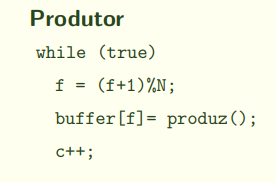 Produtor
while (true)
f = (f+1)%N;
buffer[f]= produz();
c++;